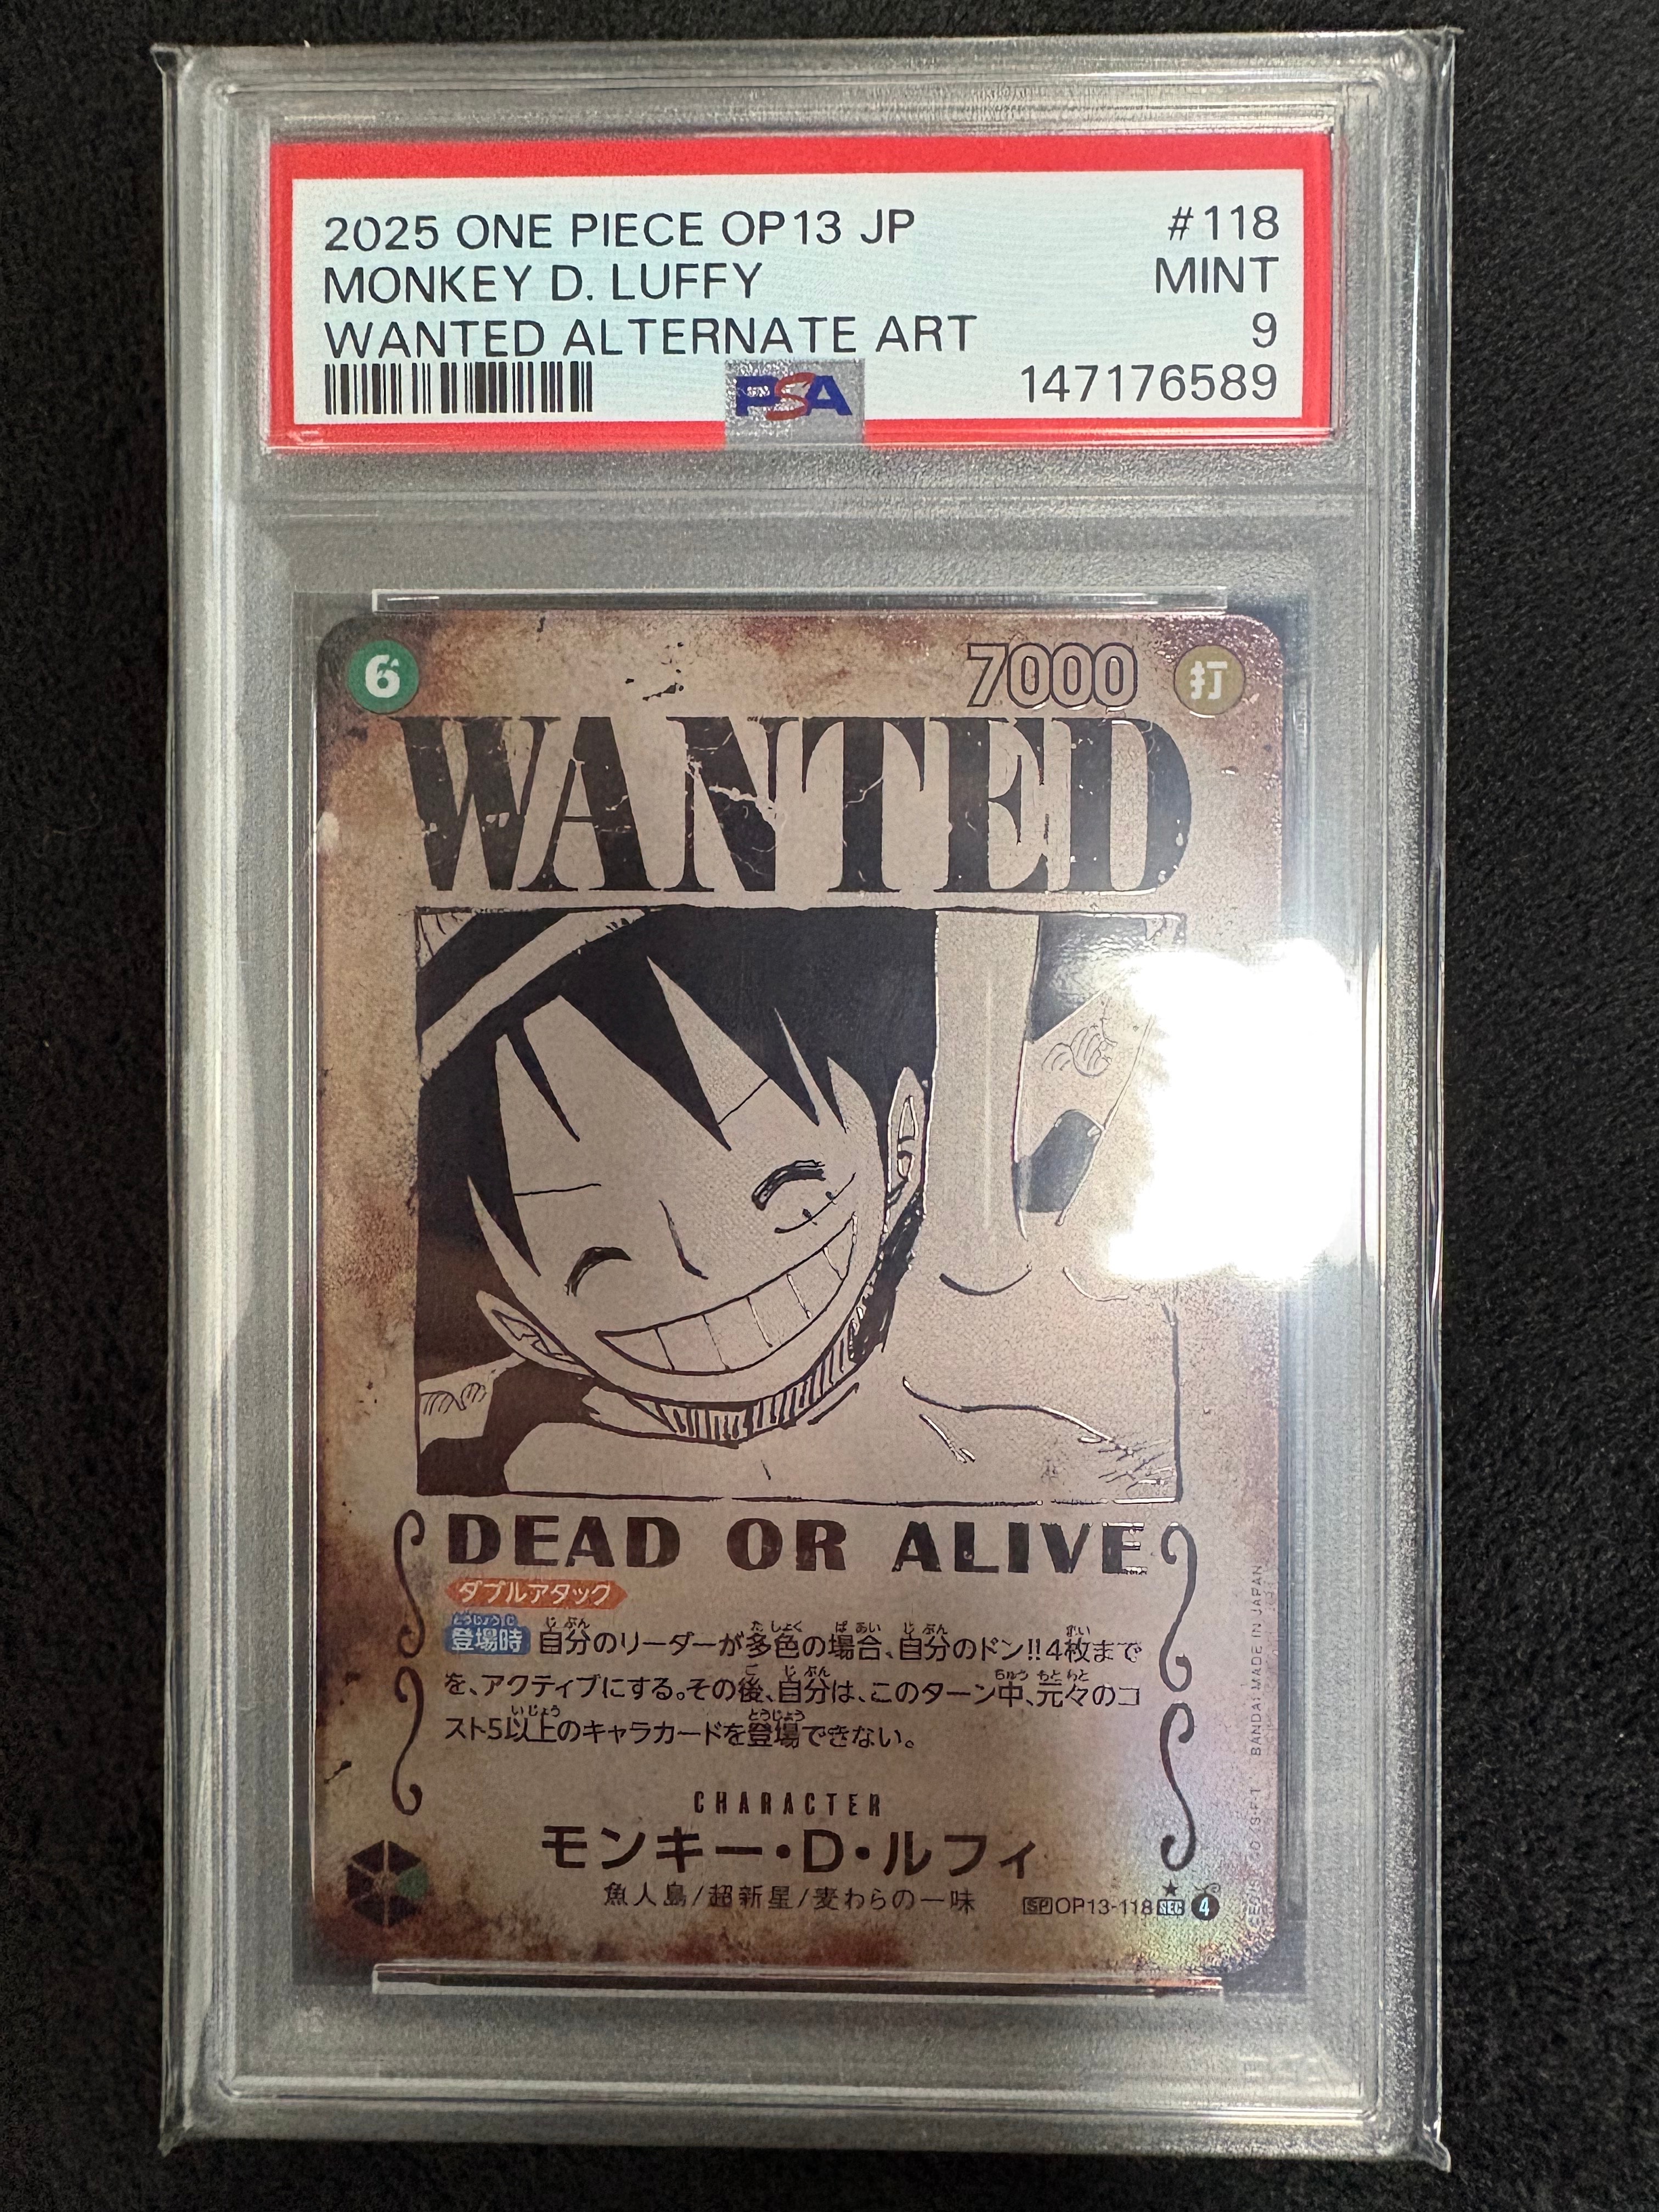 2025 ONE PIECE OP13 JP #118
MONKEY D. LUFFY MINT
WANTED ALTERNATE ART 9
PSA 147176589
6 7000 打
WANTED
DEAD OR ALIVE
ダブルアタック
登場時 自分のリーダーが多色の場合、自分のドン!!4枚まで
を、アクティブにする。その後、自分は、このターン中、元々のコ
スト5以上のキャラカードを登場できない。
CHARACTER
モンキー・D・ルフィ
魚人島/超新星/麦わらの一味
SP OP13-118 SEC 4
BANDAI MADE IN JAPAN